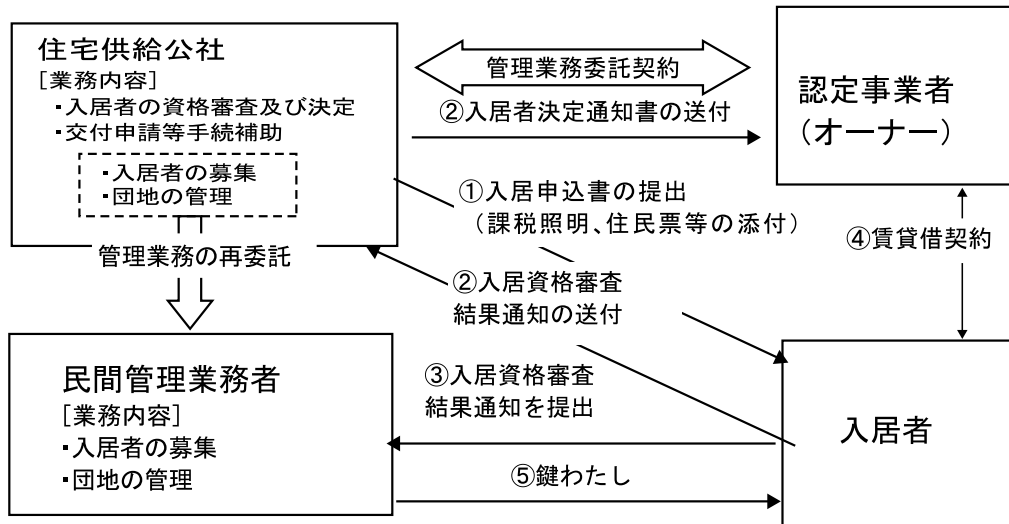 住宅供給公社
[業務内容]
・入居者の資格審査及び決定
・交付申請等手続補助
・入居者の募集
・団地の管理
管理業務の再委託
管理業務委託契約
②入居者決定通知書の送付
認定事業者
(オーナー)
①入居申込書の提出
(課税照明、住民票等の添付)
④賃貸借契約
②入居資格審査
結果通知の送付
民間管理業務者
[業務内容]
・入居者の募集
・団地の管理
③入居資格審査
結果通知を提出
⑤鍵わたし
入居者